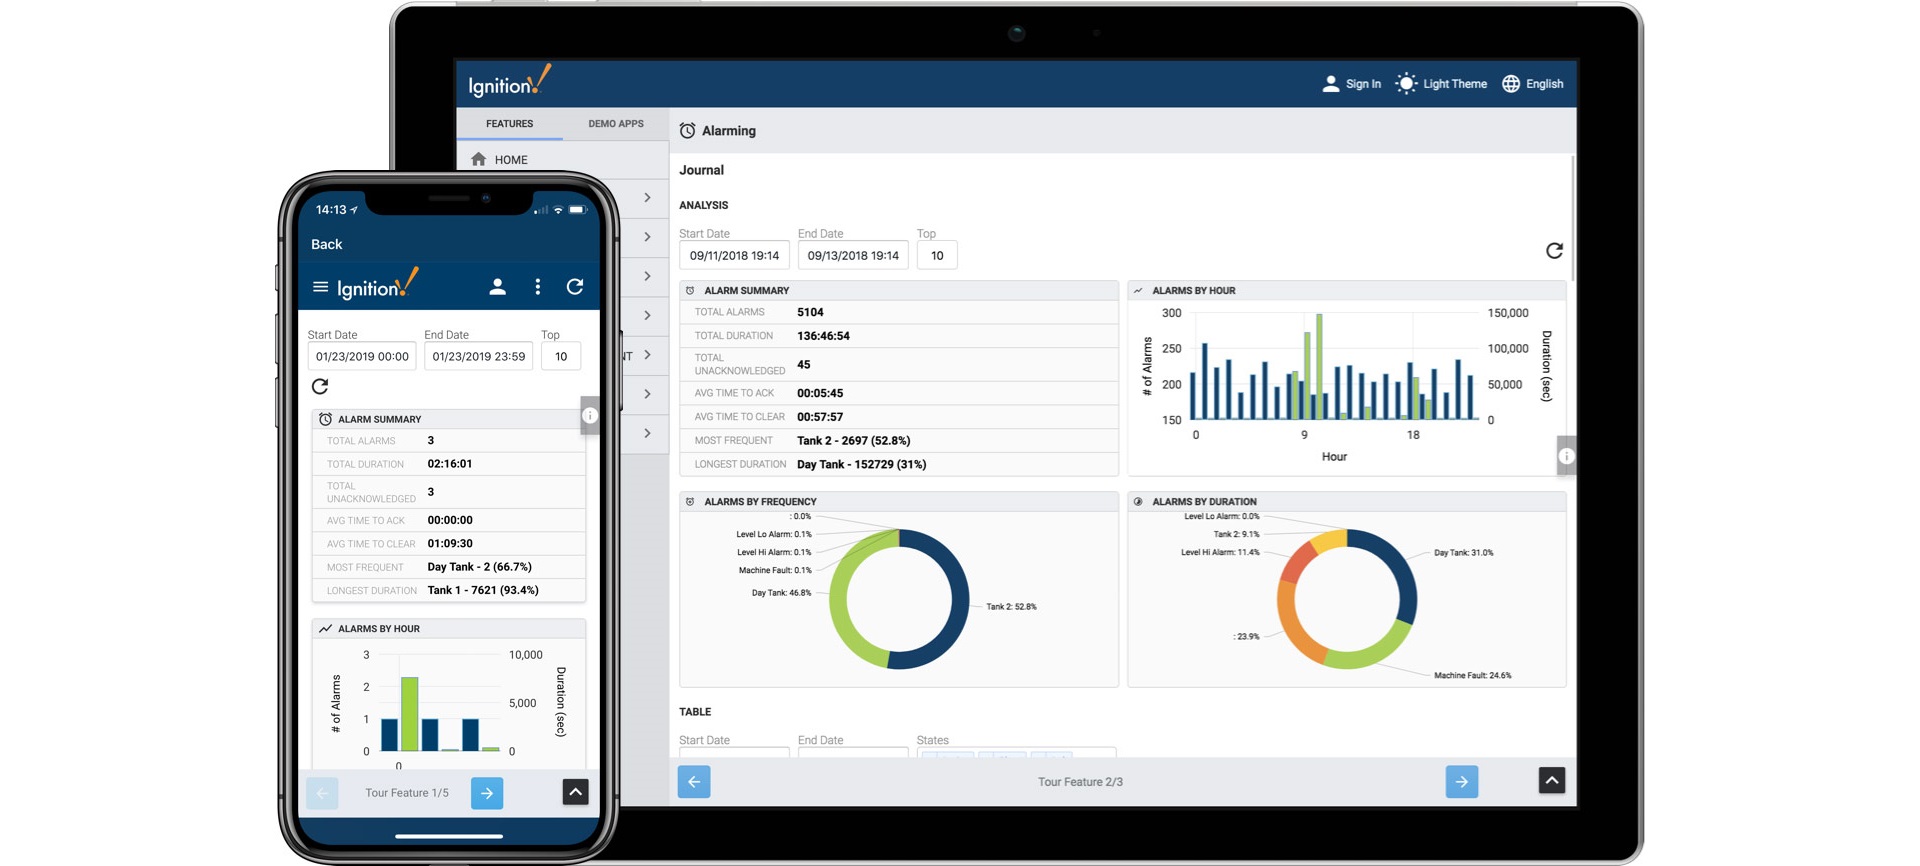 Ignition!
Sign In
Light Theme
English
FEATURES
DEMO APPS
HOME
NT
Alarming
Journal
ANALYSIS
Start Date
End Date
Top
09/11/2018 19:14
09/13/2018 19:14
10
ALARM SUMMARY
TOTAL ALARMS 5104
TOTAL DURATION 136:46:54
TOTAL
UNACKNOWLEDGED 45
AVG TIME TO ACK 00:05:45
AVG TIME TO CLEAR 00:57:57
MOST FREQUENT Tank 2 - 2697 (52.8%)
LONGEST DURATION Day Tank - 152729 (31%)
ALARMS BY HOUR
300
250
200
150
# of Alarms
150,000
100,000
50,000
0
Duration (sec)
0 9 18
Hour
ALARMS BY FREQUENCY
: 0.0%
Level Lo Alarm: 0.1%
Level Hi Alarm: 0.1%
Machine Fault: 0.1%
Day Tank: 46.8%
Tank 2: 52.8%
ALARMS BY DURATION
Level Lo Alarm: 0.0%
Tank 2: 9.1%
Level Hi Alarm: 11.4%
Day Tank: 31.0%
: 23.9%
Machine Fault: 24.6%
TABLE
Start Date
End Date
States
Tour Feature 2/3
14:13
Back
Ignition!
Start Date
End Date
Top
01/23/2019 00:00
01/23/2019 23:59
10
ALARM SUMMARY
TOTAL ALARMS 3
TOTAL DURATION 02:16:01
TOTAL
UNACKNOWLEDGED 3
AVG TIME TO ACK 00:00:00
AVG TIME TO CLEAR 01:09:30
MOST FREQUENT Day Tank - 2 (66.7%)
LONGEST DURATION Tank 1 - 7621 (93.4%)
ALARMS BY HOUR
3
2
1
0
# of Alarms
10,000
5,000
0
Duration (sec)
0
Tour Feature 1/5